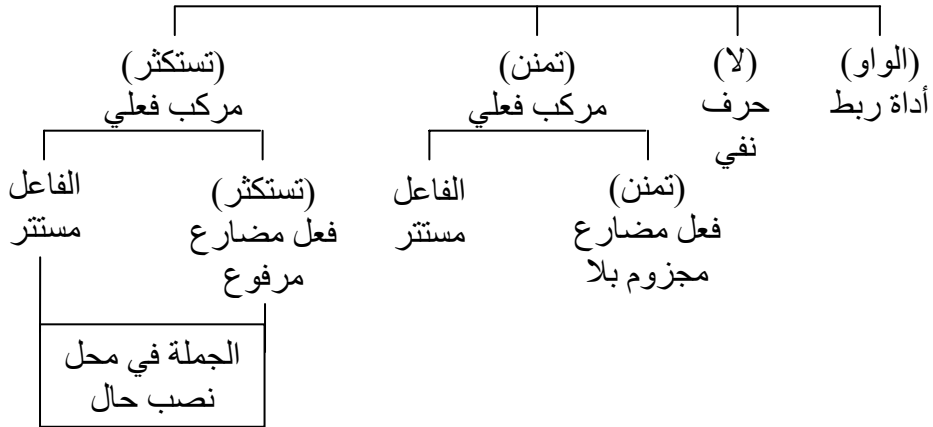 (الواو)
أداة ربط
(لا)
حرف
نفي
(تمنن)
مركب فعلي
(تستكثر)
مركب فعلي
(تمنن)
فعل مضارع
مجزوم بلا
الفاعل
مستتر
(تستكثر)
فعل مضارع
مرفوع
الفاعل
مستتر
الجملة في محل
نصب حال